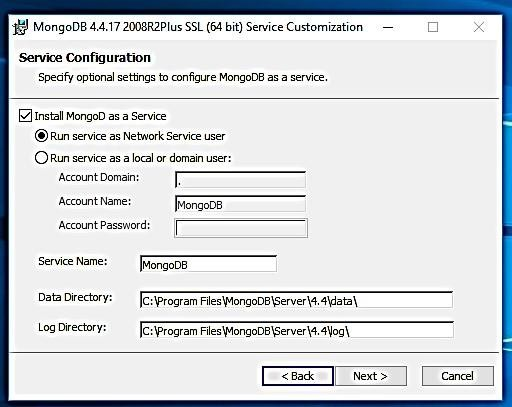 MongoDB 4.4.17 2008R2Plus SSL (64 bit) Service Customization
Service Configuration
Specify optional settings to configure MongoDB as a service.
Install MongoD as a Service
Run service as Network Service user
Run service as a local or domain user:
Account Domain: .
Account Name: MongoDB
Account Password:
Service Name: MongoDB
Data Directory: C:\Program Files\MongoDB\Server\4.4\data\
Log Directory: C:\Program Files\MongoDB\Server\4.4\log\
< Back Next > Cancel